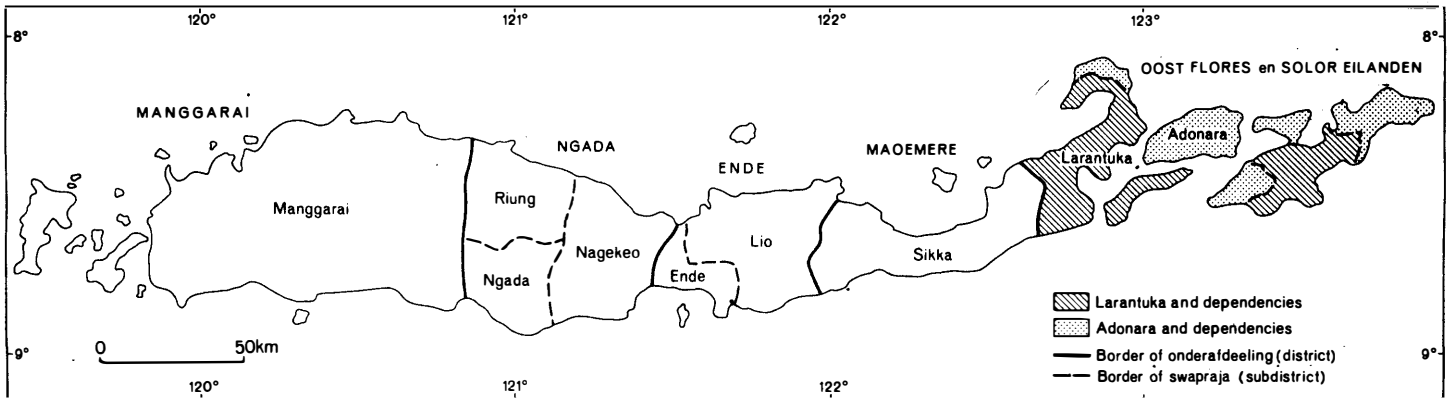 120° 121° 122° 123°
8° 8°
OOST FLORES en SOLOR EILANDEN
MANGGARAI
NGADA
ENDE
MAOEMERE
Adonara
Larantuka
Manggarai
Riung
Nagekeo
Lio
Sikka
Ngada
Ende
Larantuka and dependencies
Adonara and dependencies
Border of onderafdeeling (district)
Border of swapraja (subdistrict)
0 50km
9° 9°
120° 121° 122° 123°